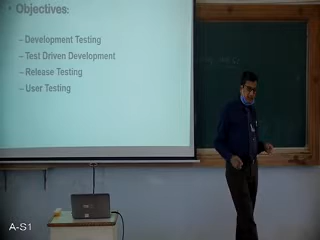 • Objectives:
– Development Testing
– Test Driven Development
– Release Testing
– User Testing
A-S1